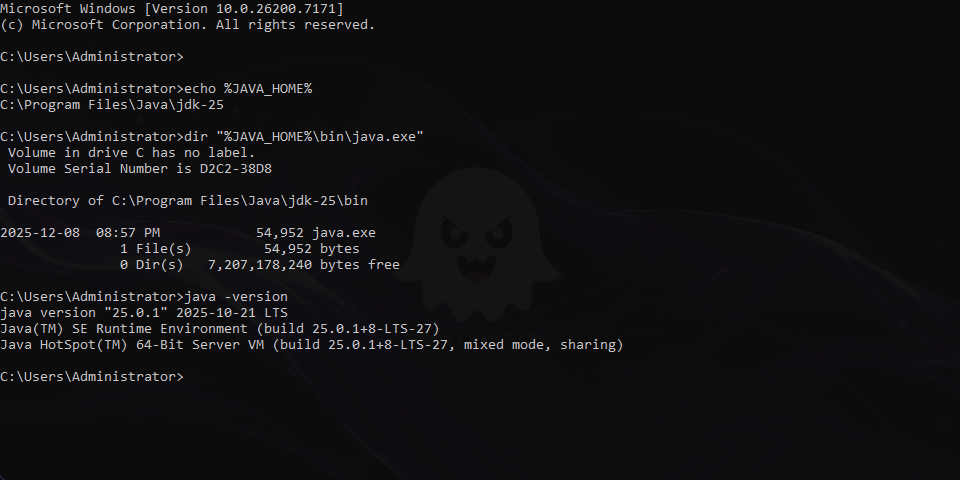 Microsoft Windows [Version 10.0.26200.7171]
(c) Microsoft Corporation. All rights reserved.
C:\Users\Administrator>
C:\Users\Administrator>echo %JAVA_HOME%
C:\Program Files\Java\jdk-25
C:\Users\Administrator>dir "%JAVA_HOME%\bin\java.exe"
 Volume in drive C has no label.
 Volume Serial Number is D2C2-38D8
 Directory of C:\Program Files\Java\jdk-25\bin
2025-12-08  08:57 PM            54,952 java.exe
               1 File(s)         54,952 bytes
               0 Dir(s)   7,207,178,240 bytes free
C:\Users\Administrator>java -version
java version "25.0.1" 2025-10-21 LTS
Java(TM) SE Runtime Environment (build 25.0.1+8-LTS-27)
Java HotSpot(TM) 64-Bit Server VM (build 25.0.1+8-LTS-27, mixed mode, sharing)
C:\Users\Administrator>